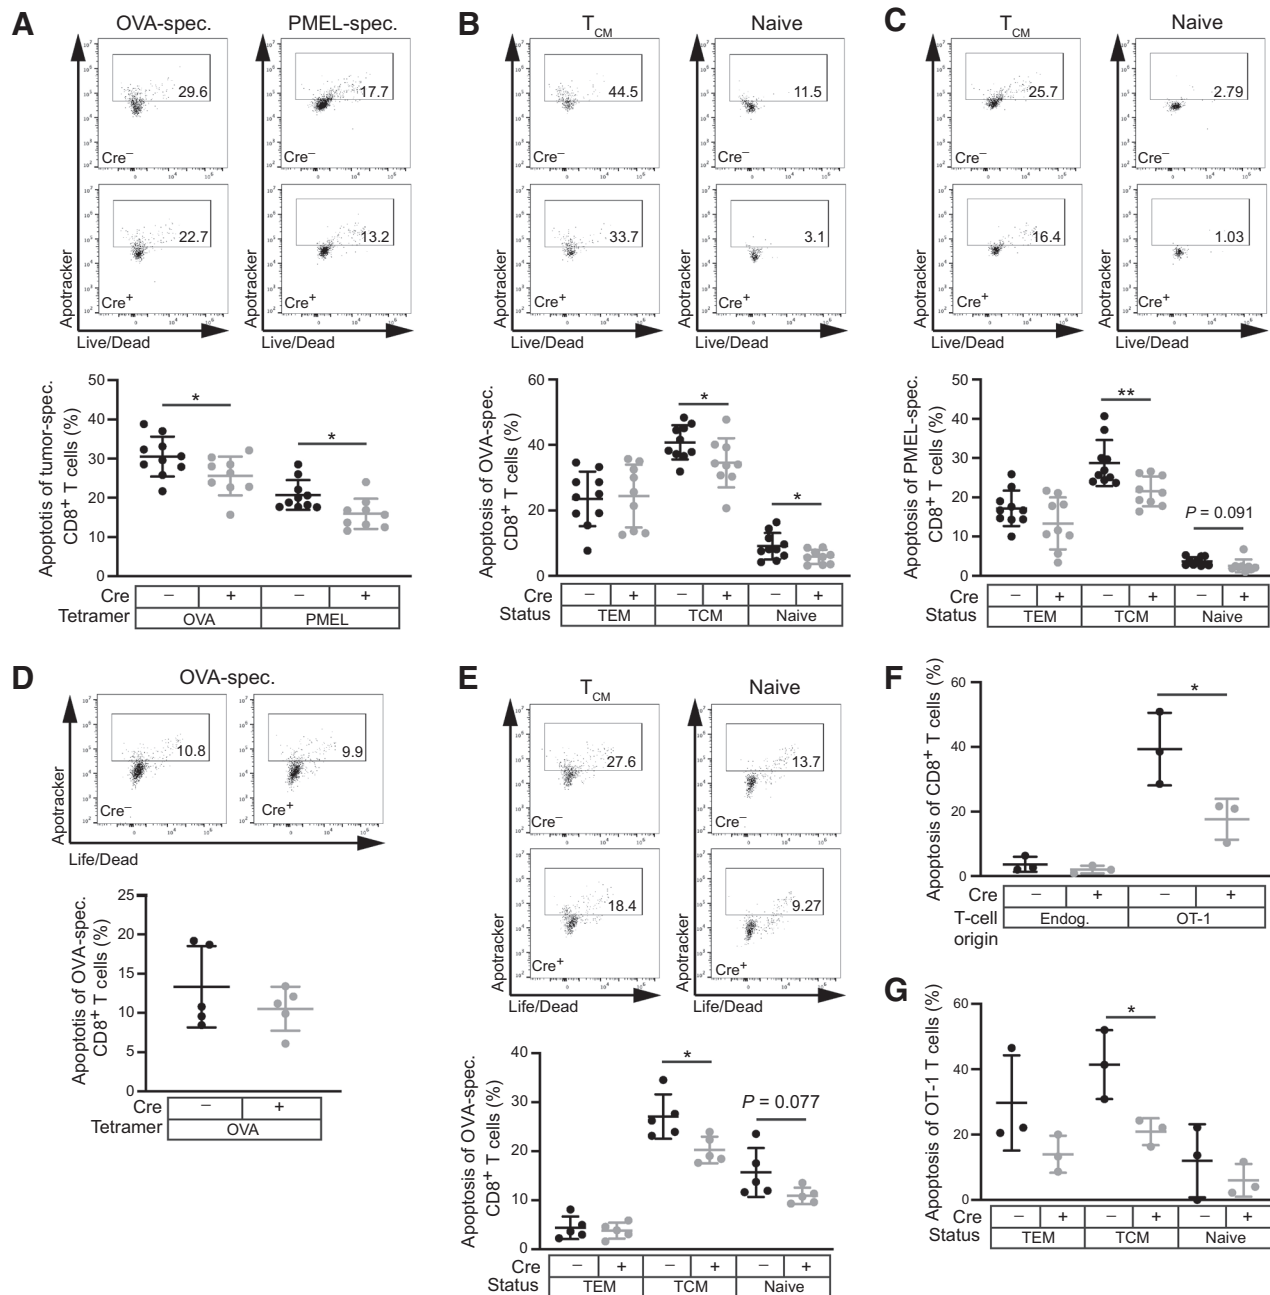 A
OVA-spec.
PMEL-spec.
29.6
17.7
Cre–
Cre–
22.7
13.2
Cre+
Cre+
Apotracker
Apotracker
Live/Dead
Live/Dead
Apoptotis of tumor-spec.
CD8+ T cells (%)
50
40
30
20
10
0
*
*
Cre – + – +
Tetramer OVA PMEL
B
TCM
Naive
44.5
11.5
Cre–
Cre–
33.7
3.1
Cre+
Cre+
Apotracker
Apotracker
Live/Dead
Live/Dead
Apoptosis of OVA-spec.
CD8+ T cells (%)
60
40
20
0
*
*
Cre – + – + – +
Status TEM TCM Naive
C
TCM
Naive
25.7
2.79
Cre–
Cre–
16.4
1.03
Cre+
Cre+
Apotracker
Apotracker
Live/Dead
Live/Dead
Apoptosis of PMEL-spec.
CD8+ T cells (%)
50
40
30
20
10
0
**
P = 0.091
Cre – + – + – +
Status TEM TCM Naive
D
OVA-spec.
10.8
9.9
Cre–
Cre+
Apotracker
Life/Dead
Apoptotis of OVA-spec.
CD8+ T cells (%)
25
20
15
10
5
0
Cre – +
Tetramer OVA
E
TCM
Naive
27.6
13.7
Cre–
Cre–
18.4
9.27
Cre+
Cre+
Apotracker
Apotracker
Life/Dead
Life/Dead
Apoptosis of OVA-spec.
CD8+ T cells (%)
40
30
20
10
0
*
P = 0.077
Cre – + – + – +
Status TEM TCM Naive
F
Apoptosis of CD8+ T cells (%)
60
40
20
0
*
Cre – + – +
T-cell
origin
Endog. OT-1
G
Apoptosis of OT-1 T cells (%)
60
40
20
0
*
Cre – + – + – +
Status TEM TCM Naive